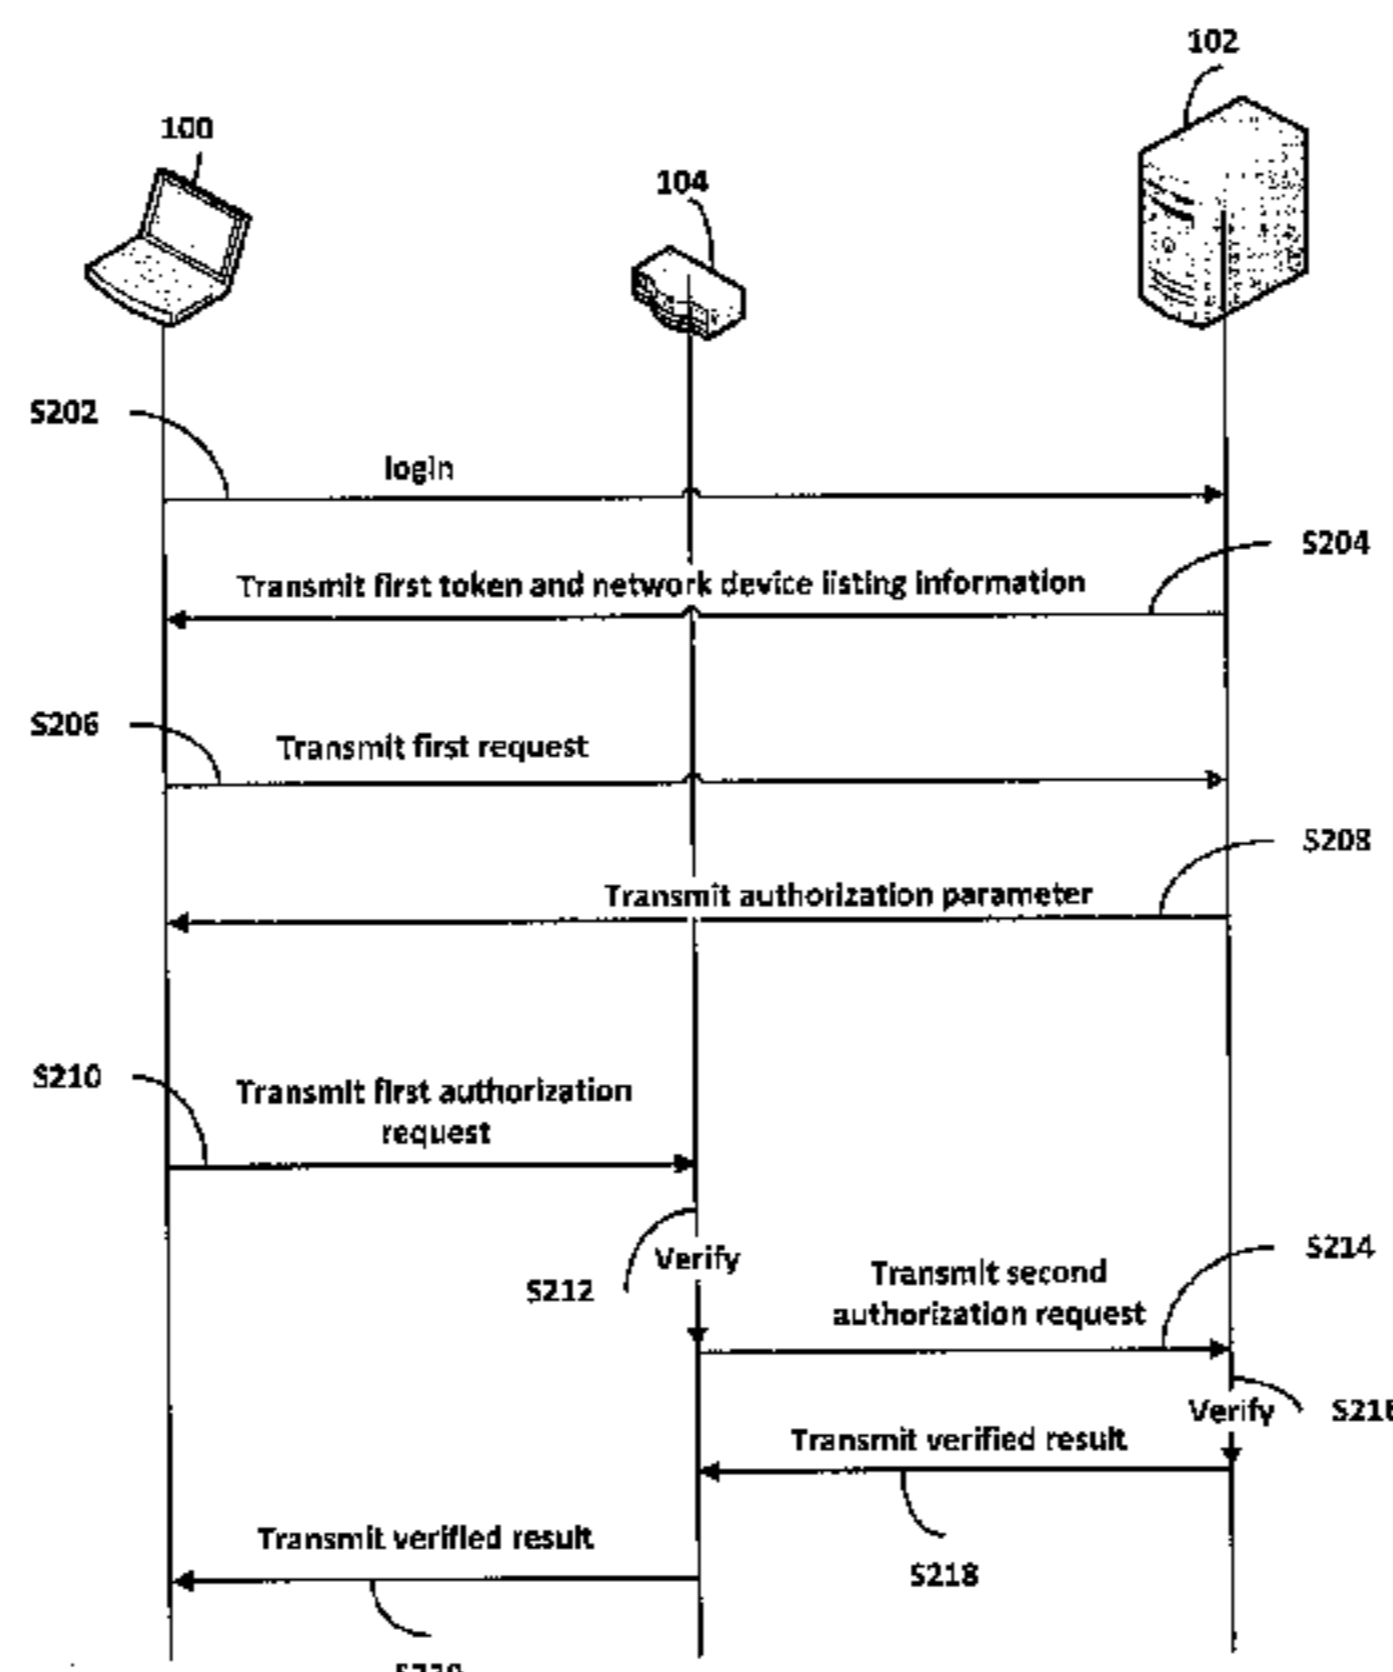 102
100
104
S202
login
S204
Transmit first token and network device listing information
S206
Transmit first request
S208
Transmit authorization parameter
S210
Transmit first authorization
request
S214
Verify
Transmit second
S212
authorization request
Verify
Transmit verified result
Transmit verified result
S218